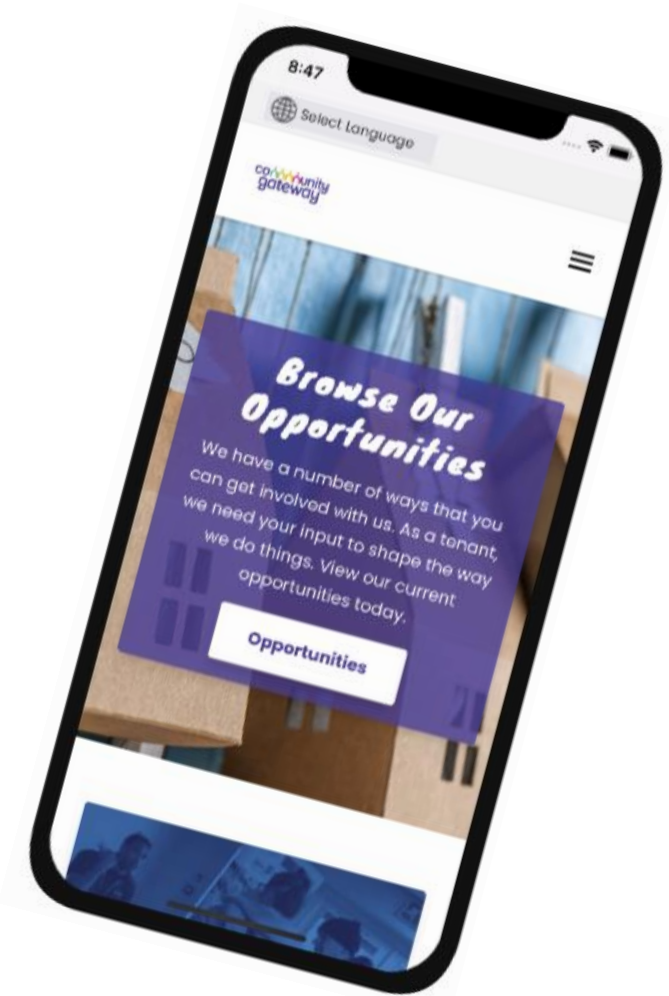 8:47
Select Language
community
gateway
Browse Our
Opportunities
We have a number of ways that you
can get involved with us. As a tenant,
we need your input to shape the way
we do things. View our current
opportunities today.
Opportunities